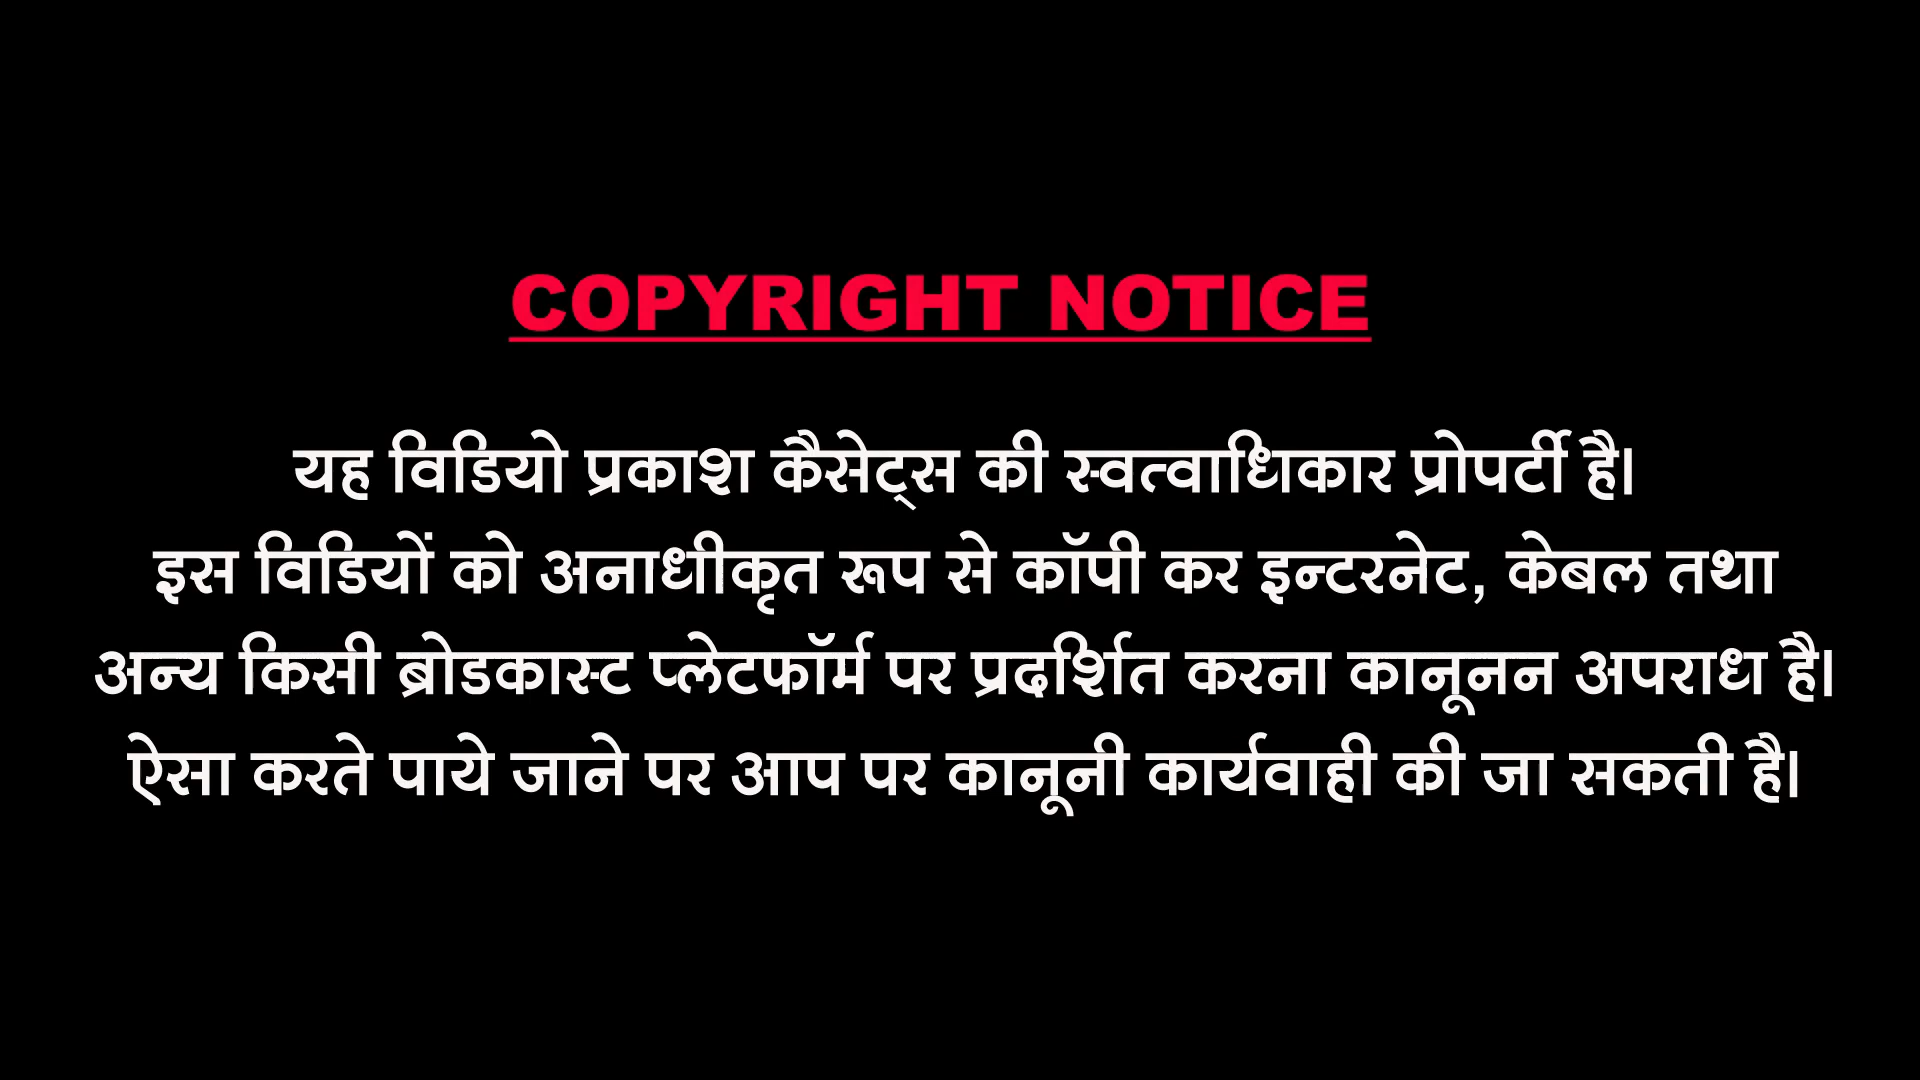 COPYRIGHT NOTICE
यह विडियो प्रकाश कैसेट्स की स्वत्वाधिकार प्रोपर्टी है।
इस विडियों को अनाधीकृत रूप से कॉपी कर इन्टरनेट, केबल तथा
अन्य किसी ब्रोडकास्ट प्लेटफॉर्म पर प्रदर्शित करना कानूनन अपराध है।
ऐसा करते पाये जाने पर आप पर कानूनी कार्यवाही की जा सकती है।